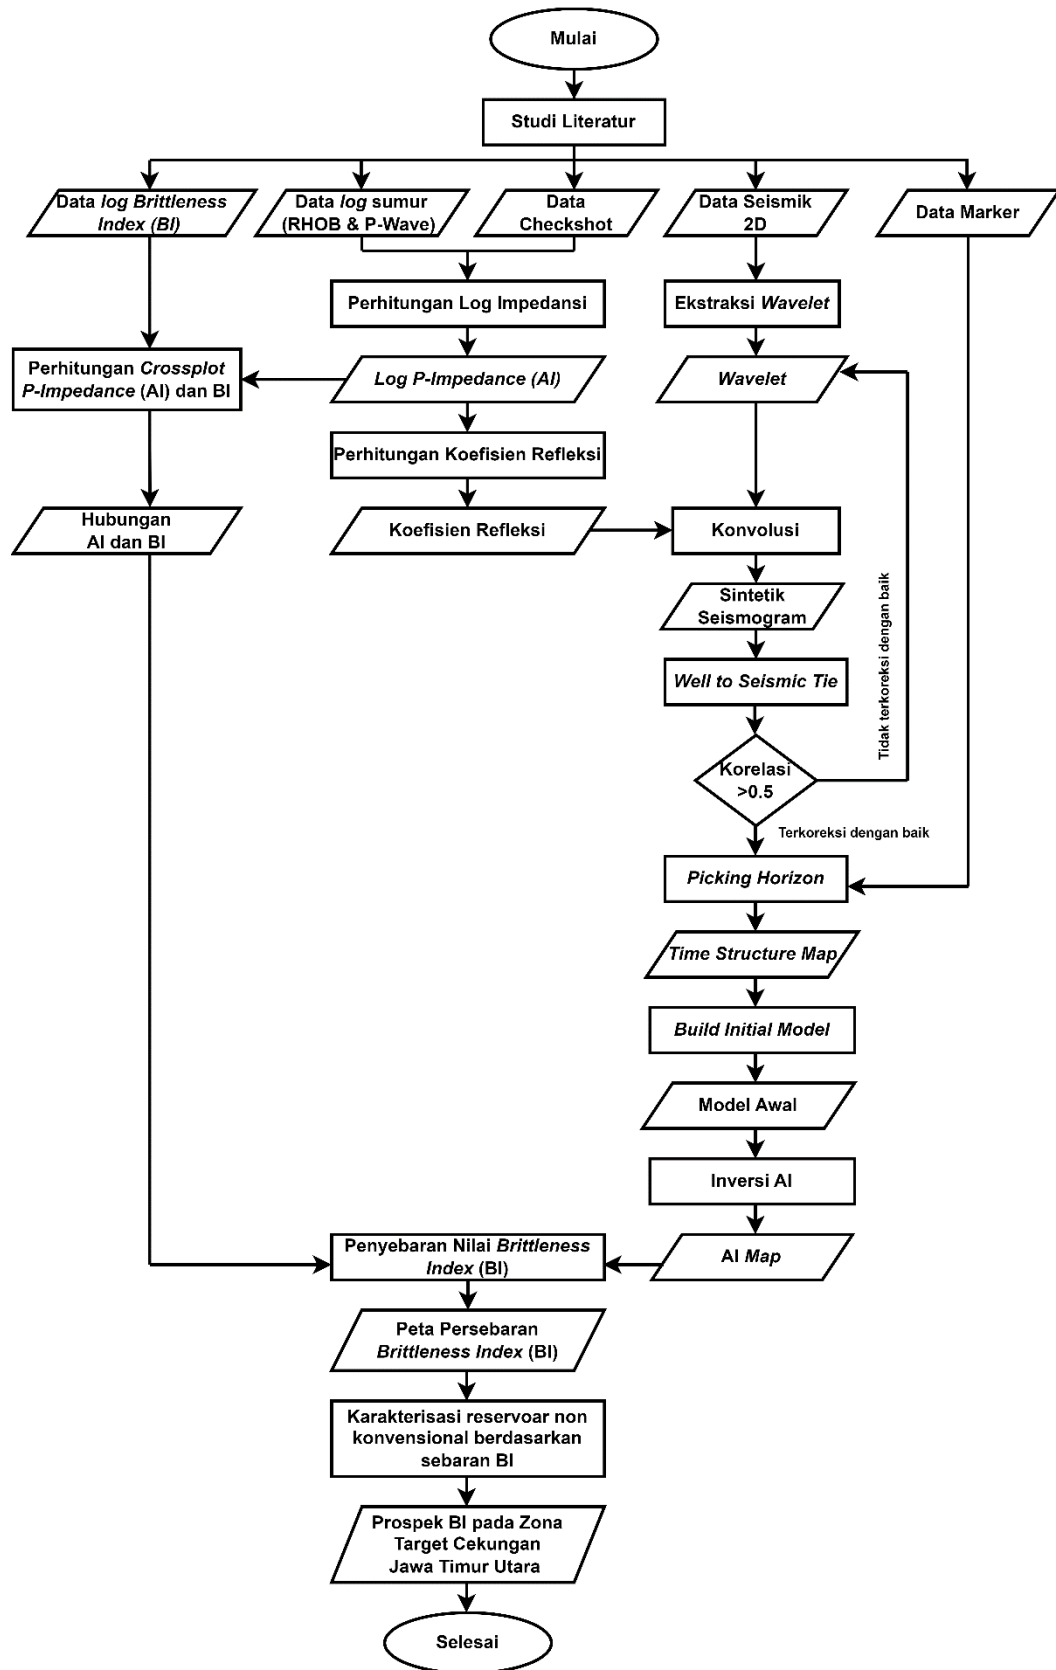 Mulai
Studi Literatur
Data log Brittleness
Index (BI)
Data log sumur
(RHOB & P-Wave)
Data
Checkshot
Data Seismik
2D
Data Marker
Perhitungan Log Impedansi
Ekstraksi Wavelet
Perhitungan Crossplot
P-Impedance (AI) dan BI
Log P-Impedance (AI)
Wavelet
Perhitungan Koefisien Refleksi
Hubungan
AI dan BI
Koefisien Refleksi
Konvolusi
Sintetik
Seismogram
Well to Seismic Tie
Tidak terkoreksi dengan baik
Korelasi
>0.5
Terkoreksi dengan baik
Picking Horizon
Time Structure Map
Build Initial Model
Model Awal
Inversi AI
Penyebaran Nilai Brittleness
Index (BI)
AI Map
Peta Persebaran
Brittleness Index (BI)
Karakterisasi reservoar non
konvensional berdasarkan
sebaran BI
Prospek BI pada Zona
Target Cekungan
Jawa Timur Utara
Selesai